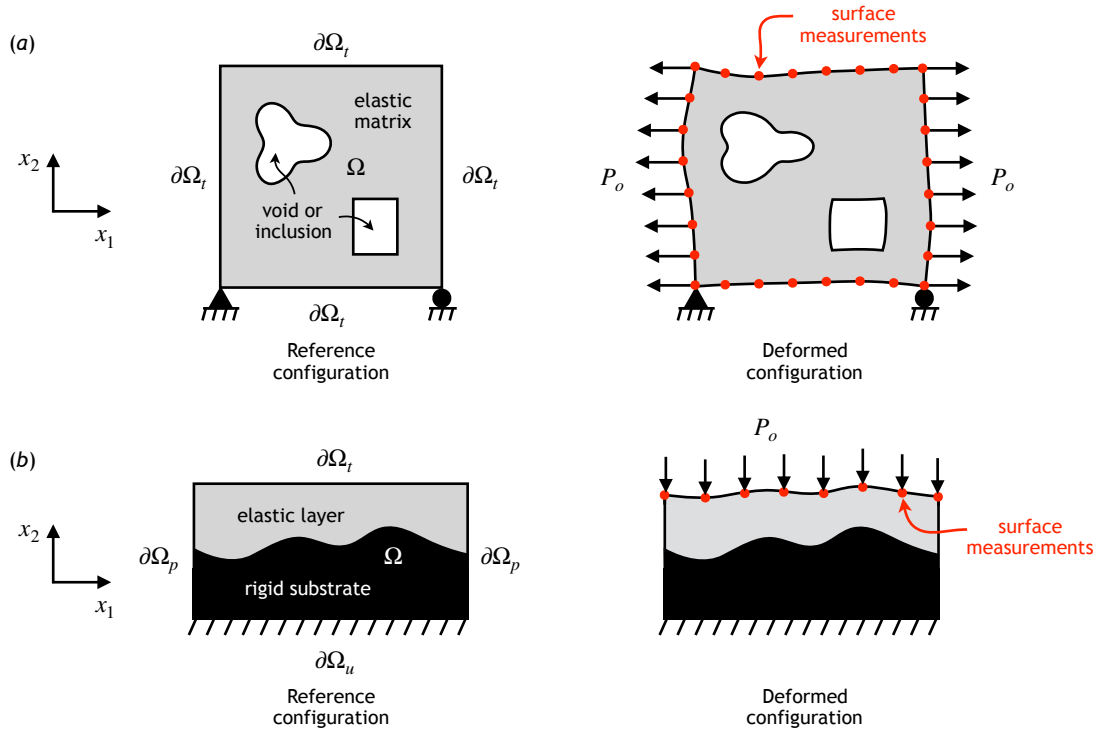 (a)
∂Ω_t
surface
measurements
elastic
matrix
x_2
x_1
∂Ω_t
Ω
∂Ω_t
void or
inclusion
P_o
P_o
∂Ω_t
Reference
configuration
Deformed
configuration
(b)
∂Ω_t
P_o
elastic layer
x_2
x_1
∂Ω_p
Ω
∂Ω_p
rigid substrate
surface
measurements
∂Ω_u
Reference
configuration
Deformed
configuration